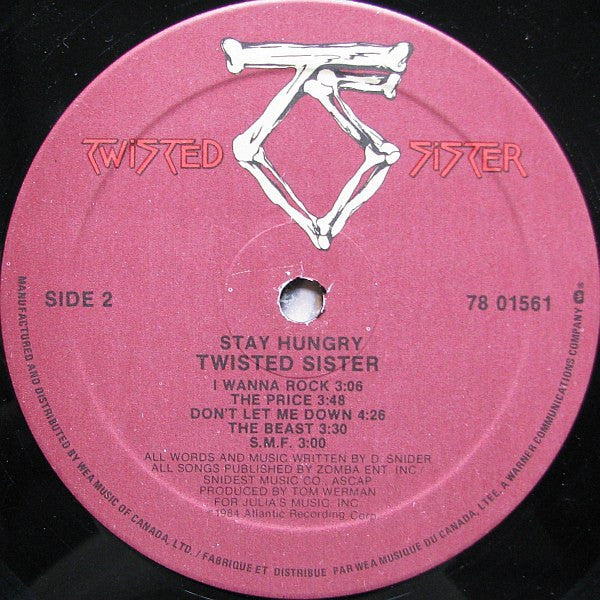 TWISTED SISTER
SIDE 2
78 01561
STAY HUNGRY
TWISTED SISTER
I WANNA ROCK 3:06
THE PRICE 3:48
DON'T LET ME DOWN 4:26
THE BEAST 3:30
S.M.F. 3:00
ALL WORDS AND MUSIC WRITTEN BY D. SNIDER
ALL SONGS PUBLISHED BY ZOMBA ENT. INC./
SNIDEST MUSIC CO., ASCAP
PRODUCED BY TOM WERMAN
FOR JULIA'S MUSIC, INC
1984 Atlantic Recording Corp.
MANUFACTURED AND DISTRIBUTED BY WEA MUSIC OF CANADA, LTD. / FABRIQUE ET DISTRIBUE PAR WEA MUSIQUE DU CANADA, LTEE, A WARNER COMMUNICATIONS COMPANY ®